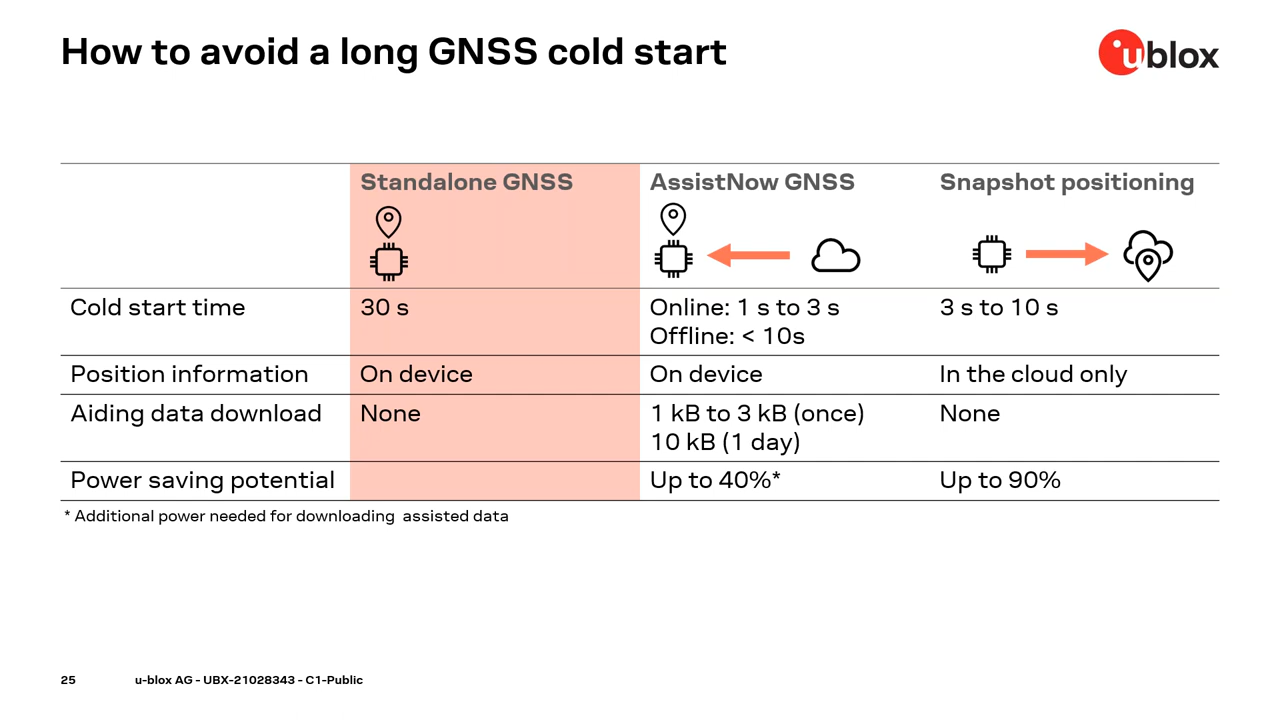 How to avoid a long GNSS cold start
ublox
Standalone GNSS
AssistNow GNSS
Snapshot positioning
Cold start time
30 s
Online: 1 s to 3 s
Offline: < 10s
3 s to 10 s
Position information
On device
On device
In the cloud only
Aiding data download
None
1 kB to 3 kB (once)
10 kB (1 day)
None
Power saving potential
Up to 40%*
Up to 90%
* Additional power needed for downloading  assisted data
25
u-blox AG - UBX-21028343 - C1-Public